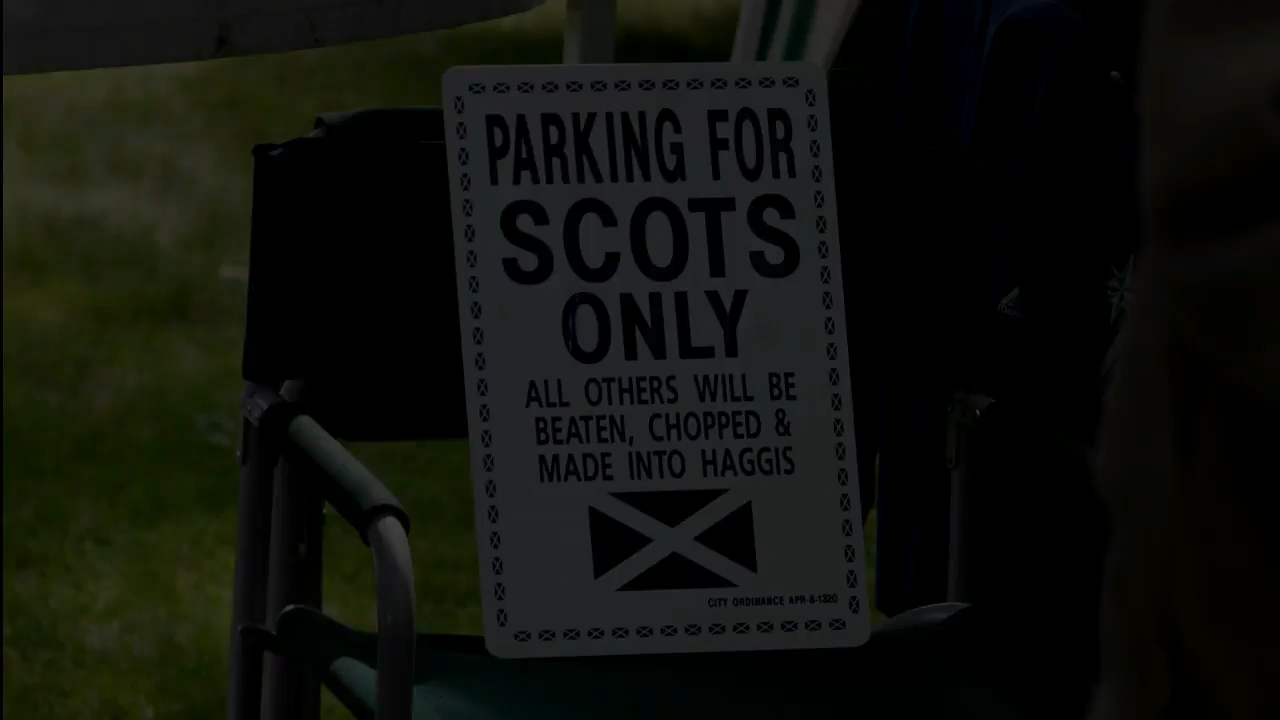 PARKING FOR
SCOTS
ONLY
ALL OTHERS WILL BE
BEATEN, CHOPPED &
MADE INTO HAGGIS
CITY ORDINANCE APR-6-1320